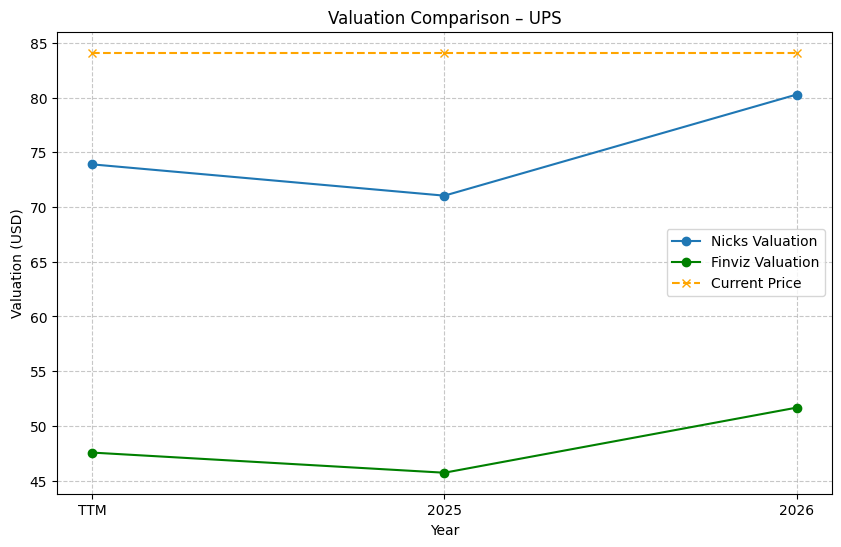 Valuation Comparison – UPS
85
80
75
70
65
60
55
50
45
Valuation (USD)
Nicks Valuation
Finviz Valuation
Current Price
TTM
2025
2026
Year